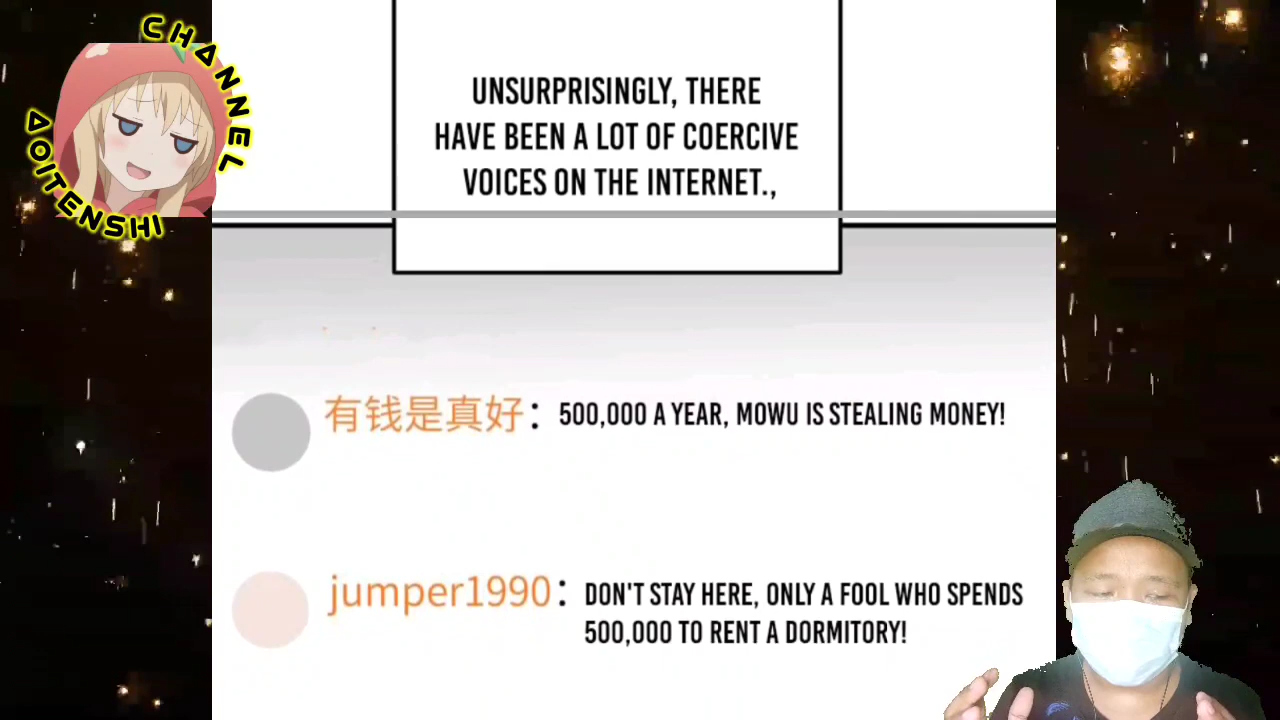 CHANNEL
AOITENSHI
UNSURPRISINGLY, THERE
HAVE BEEN A LOT OF COERCIVE
VOICES ON THE INTERNET.,
有钱是真好：500,000 A YEAR, MOWU IS STEALING MONEY!
jumper1990：DON'T STAY HERE, ONLY A FOOL WHO SPENDS
500,000 TO RENT A DORMITORY!